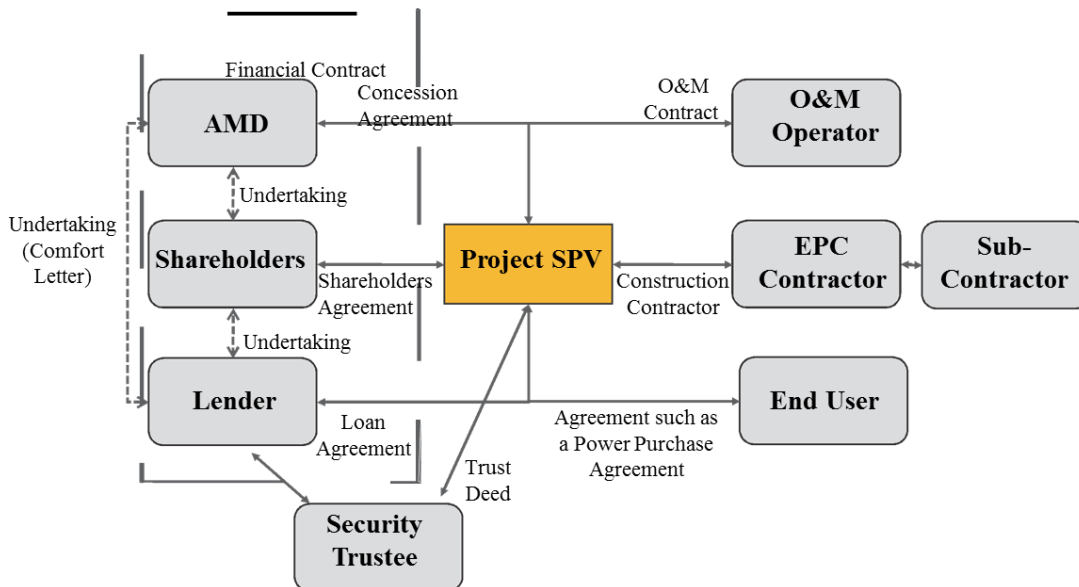 Financial Contract
AMD
Concession
Agreement
O&M
Contract
O&M
Operator
Undertaking
Undertaking
(Comfort
Letter)
Shareholders
Shareholders
Agreement
Project SPV
Construction
Contractor
EPC
Contractor
Sub-
Contractor
Undertaking
Lender
Loan
Agreement
Agreement such as
a Power Purchase
Agreement
End User
Trust
Deed
Security
Trustee